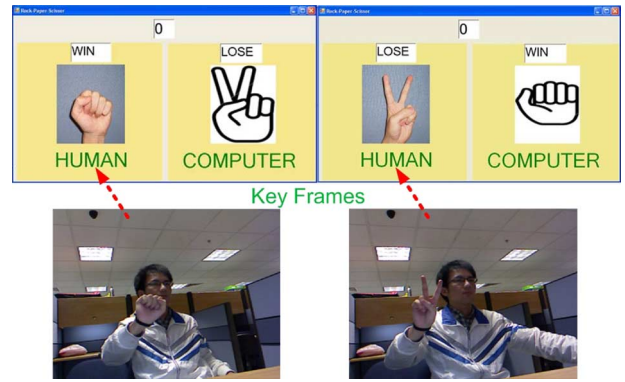 Rock-Paper-Scissor
0
WIN
LOSE
HUMAN
COMPUTER
Rock-Paper-Scissor
0
LOSE
WIN
HUMAN
COMPUTER
Key Frames